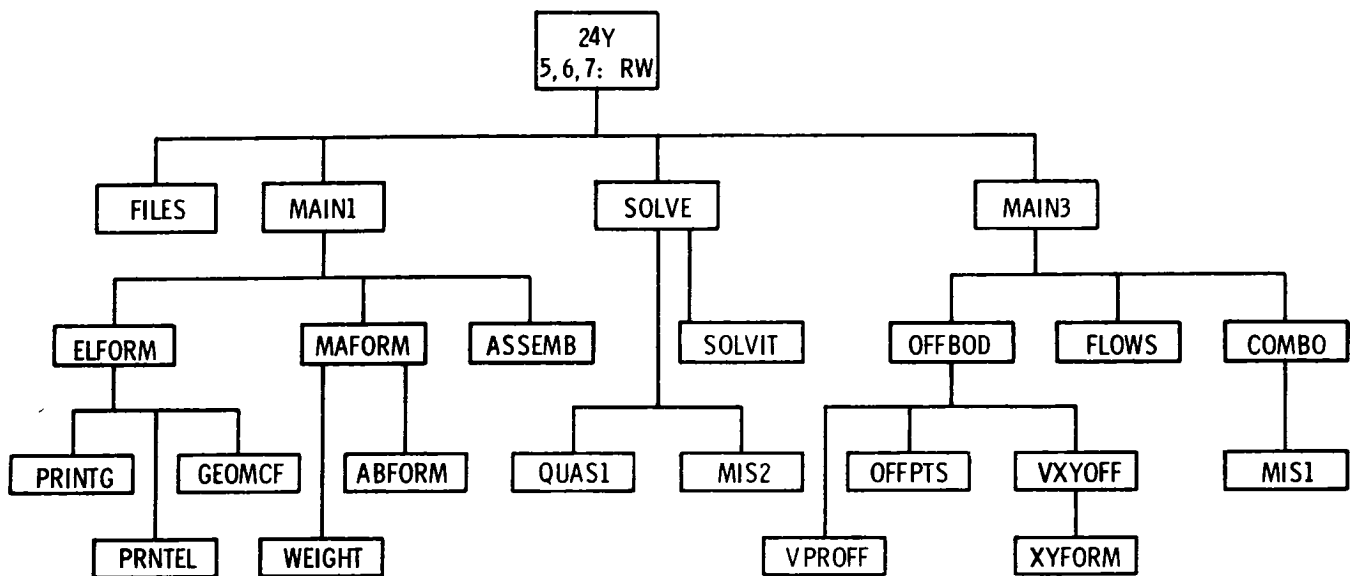 24Y
5, 6, 7: RW
FILES
MAIN1
SOLVE
MAIN3
ELFORM
MAFORM
ASSEMB
SOLVIT
OFFBOD
FLOWS
COMBO
PRINTG
GEOMCF
ABFORM
QUAS1
MIS2
OFFPTS
VXYOFF
MIS1
PRNTEL
WEIGHT
VPROFF
XYFORM